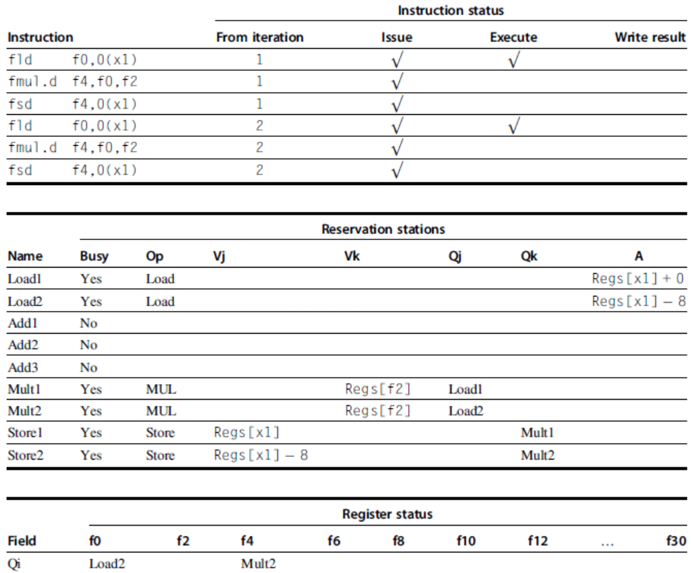 Instruction status
Instruction From iteration Issue Execute Write result
fld f0,0(x1) 1 √ √
fmul.d f4,f0,f2 1 √
fsd f4,0(x1) 1 √
fld f0,0(x1) 2 √ √
fmul.d f4,f0,f2 2 √
fsd f4,0(x1) 2 √
Reservation stations
Name Busy Op Vj Vk Qj Qk A
Load1 Yes Load Regs[x1] + 0
Load2 Yes Load Regs[x1] − 8
Add1 No
Add2 No
Add3 No
Mult1 Yes MUL Regs[f2] Load1
Mult2 Yes MUL Regs[f2] Load2
Store1 Yes Store Regs[x1] Mult1
Store2 Yes Store Regs[x1] − 8 Mult2
Register status
Field f0 f2 f4 f6 f8 f10 f12 ... f30
Qi Load2 Mult2